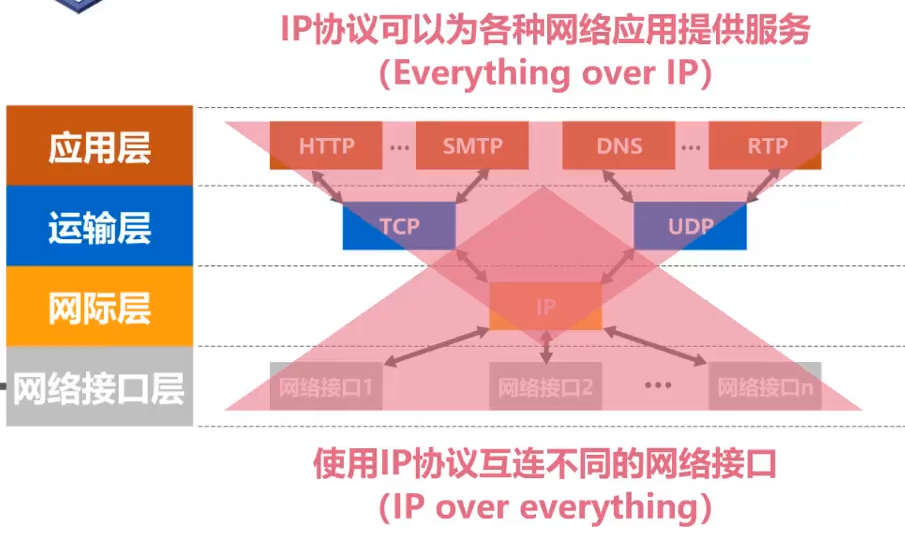 IP协议可以为各种网络应用提供服务
（Everything over IP）
应用层
HTTP ... SMTP DNS ... RTP
运输层
TCP UDP
网际层
IP
网络接口层
网络接口1 网络接口2 ... 网络接口n
使用IP协议互连不同的网络接口
（IP over everything）